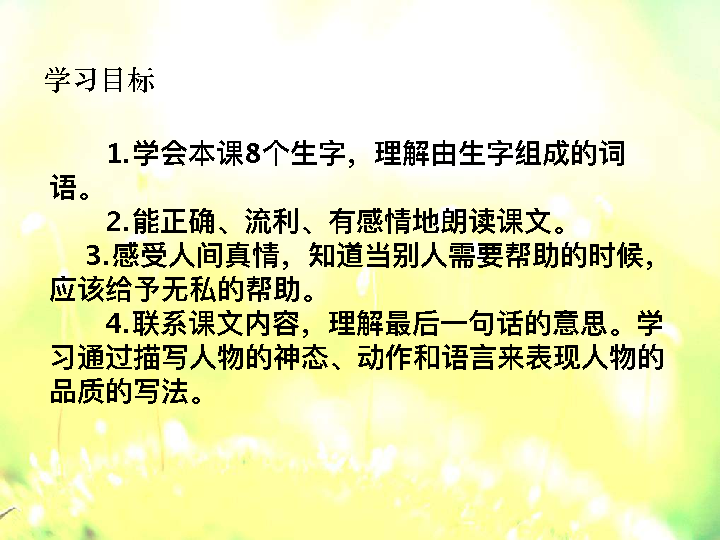 学习目标
1.学会本课8个生字，理解由生字组成的词
语。
2.能正确、流利、有感情地朗读课文。
3.感受人间真情，知道当别人需要帮助的时候，
应该给予无私的帮助。
4.联系课文内容，理解最后一句话的意思。学
习通过描写人物的神态、动作和语言来表现人物的
品质的写法。